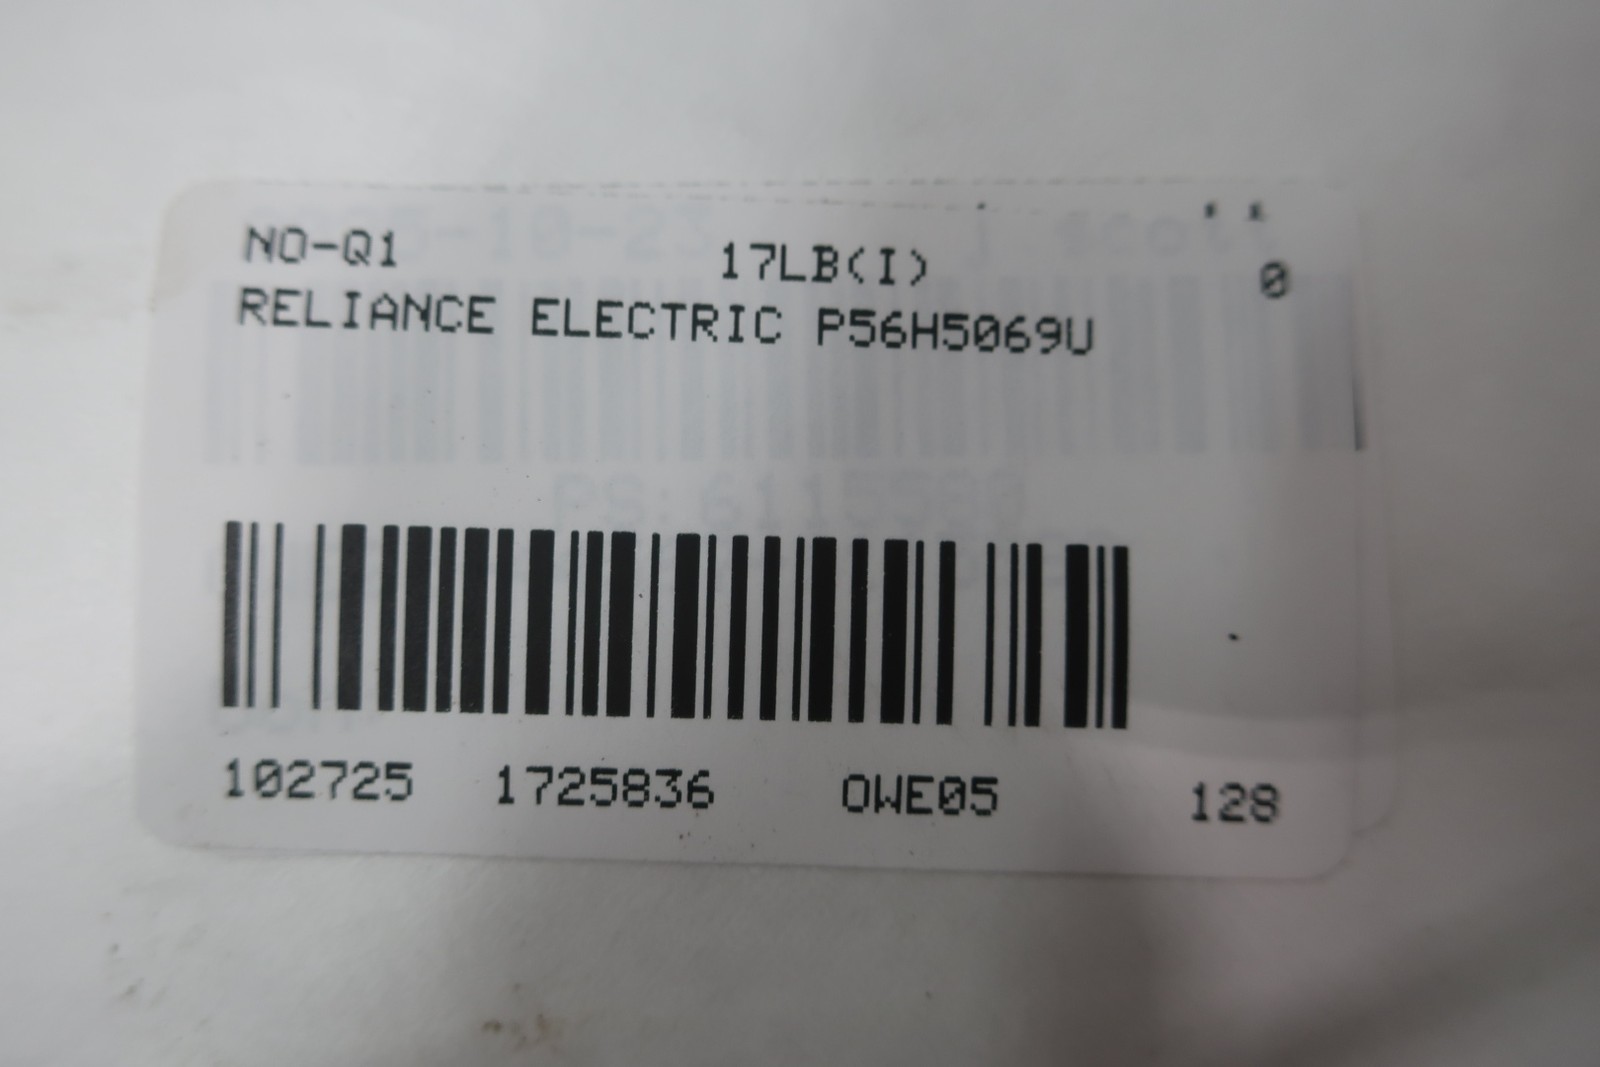 NO-Q1 17LB(I) 0
RELIANCE ELECTRIC P56H5069U
102725 1725836 OWE05 128